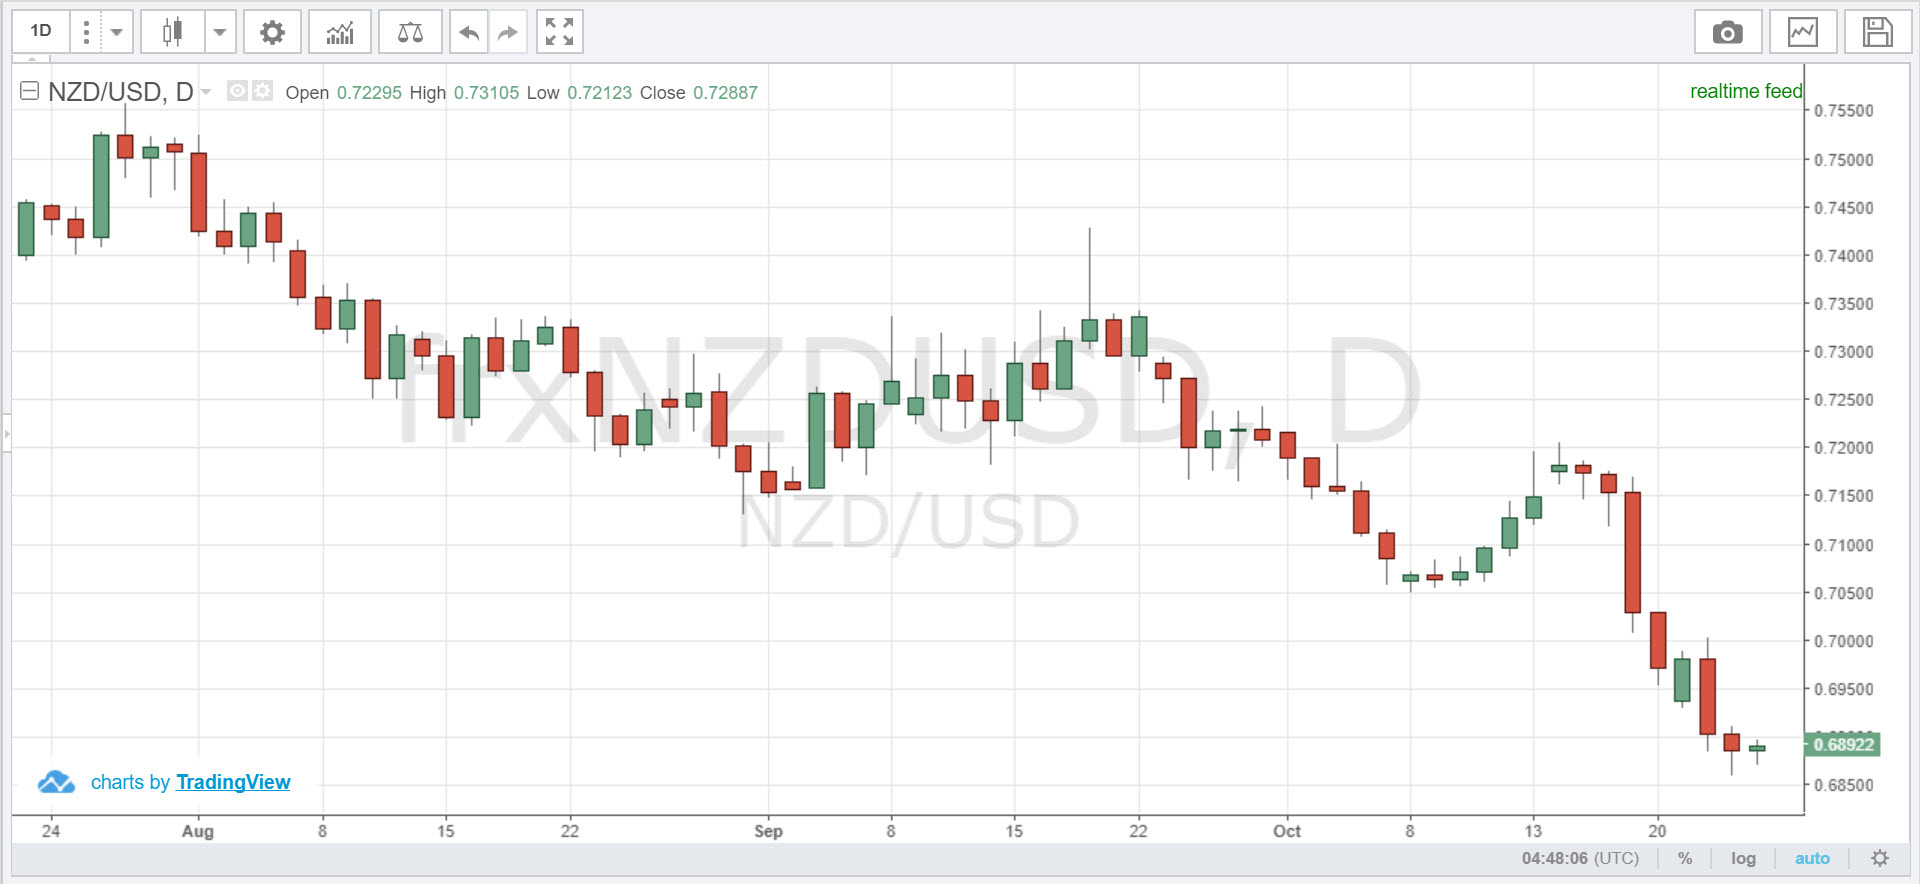 1D
NZD/USD, D Open 0.72295 High 0.73105 Low 0.72123 Close 0.72887
realtime feed
0.75500
0.75000
0.74500
0.74000
0.73500
0.73000
0.72500
0.72000
0.71500
0.71000
0.70500
0.70000
0.69500
0.68922
0.68500
frxNZDUSD, D
NZD/USD
charts by TradingView
24 Aug 8 15 22 Sep 8 15 22 Oct 8 13 20
04:48:06 (UTC) % log auto